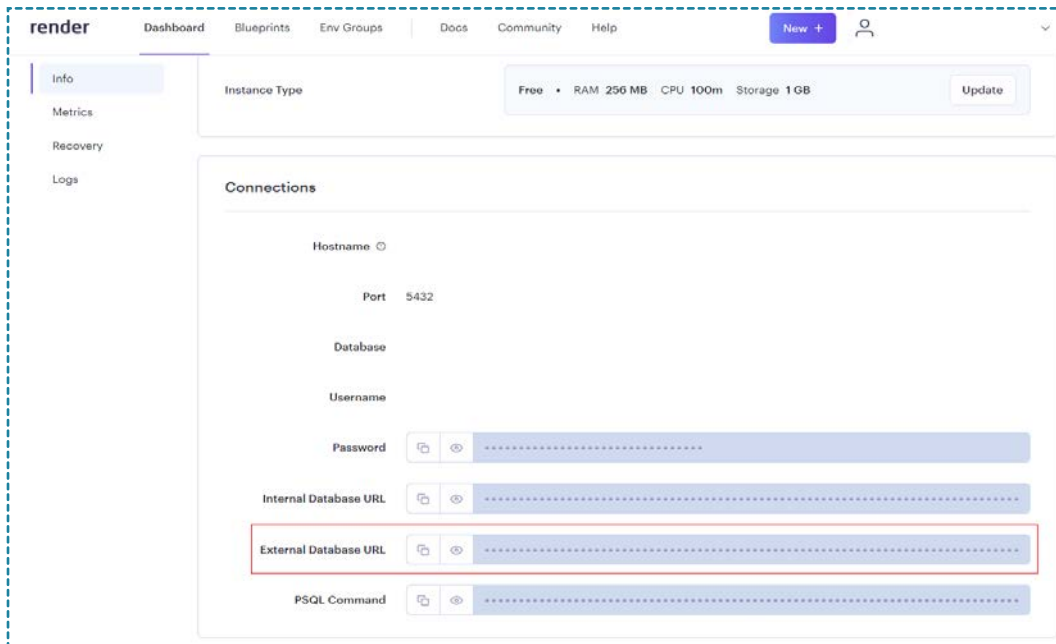 render Dashboard Blueprints Env Groups Docs Community Help New +
Info
Metrics
Recovery
Logs
Instance Type Free • RAM 256 MB CPU 100m Storage 1 GB Update
Connections
Hostname
Port 5432
Database
Username
Password
Internal Database URL
External Database URL
PSQL Command